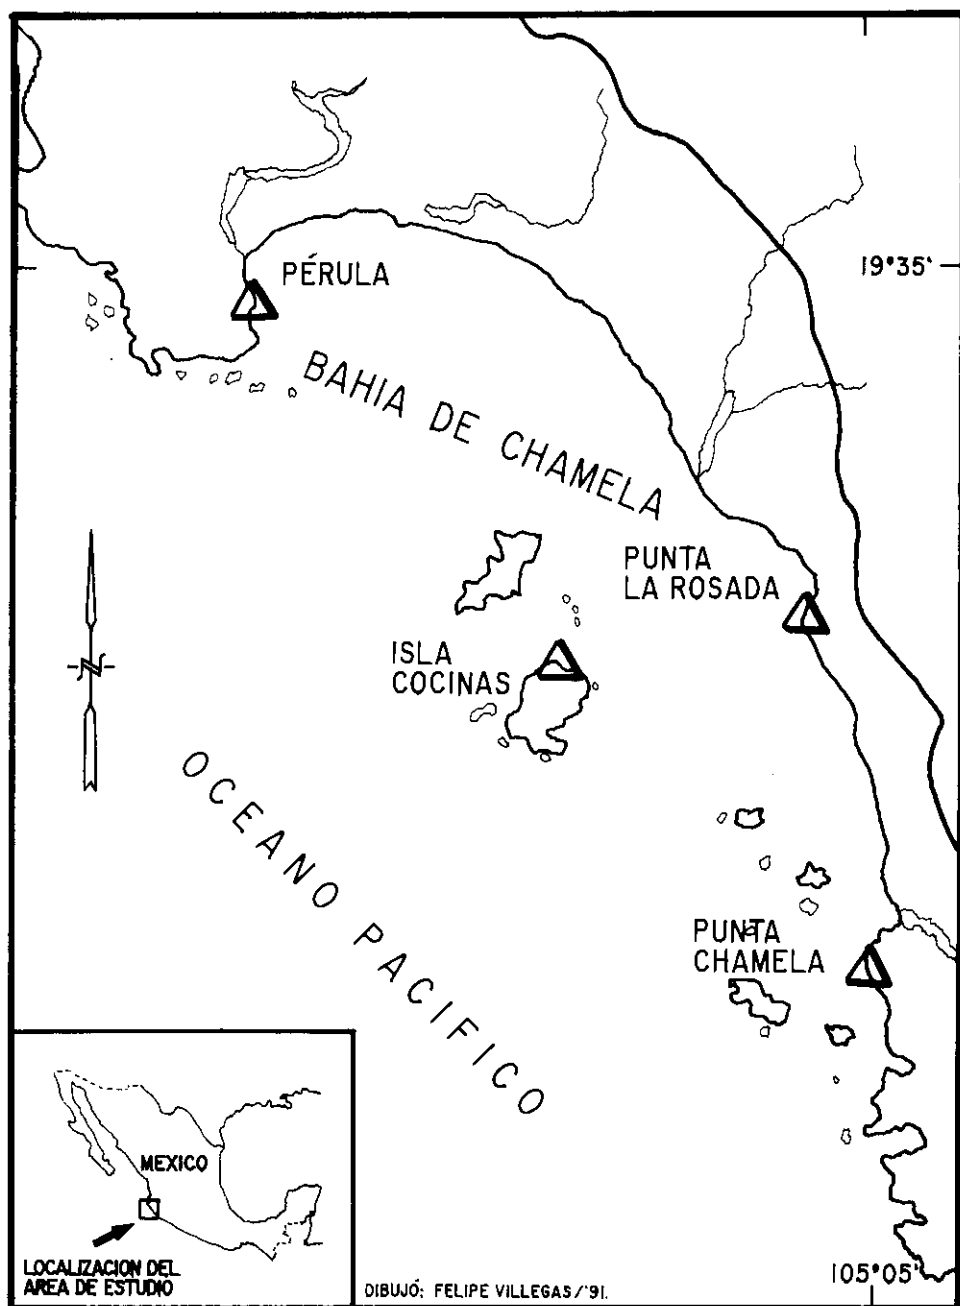 19°35'
PÉRULA
BAHIA DE CHAMELA
PUNTA
LA ROSADA
ISLA
COCINAS
OCEANO PACIFICO
PUNTA
CHAMELA
MEXICO
LOCALIZACION DEL
AREA DE ESTUDIO
DIBUJÓ: FELIPE VILLEGAS/'91.
105°05'
N